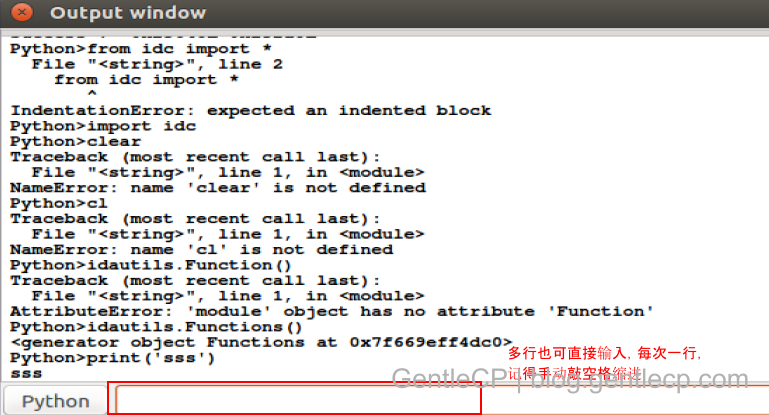 Output window
Python>from idc import *
  File "<string>", line 2
    from idc import *
       ^
IndentationError: expected an indented block
Python>import idc
Python>clear
Traceback (most recent call last):
  File "<string>", line 1, in <module>
NameError: name 'clear' is not defined
Python>cl
Traceback (most recent call last):
  File "<string>", line 1, in <module>
NameError: name 'cl' is not defined
Python>idautils.Function()
Traceback (most recent call last):
  File "<string>", line 1, in <module>
AttributeError: 'module' object has no attribute 'Function'
Python>idautils.Functions()
<generator object Functions at 0x7f669eff4dc0>
Python>print('sss')
sss
多行也可直接输入, 每次一行,
记得手动敲空格缩进
GentleCP | blog.gentlecp.com
Python